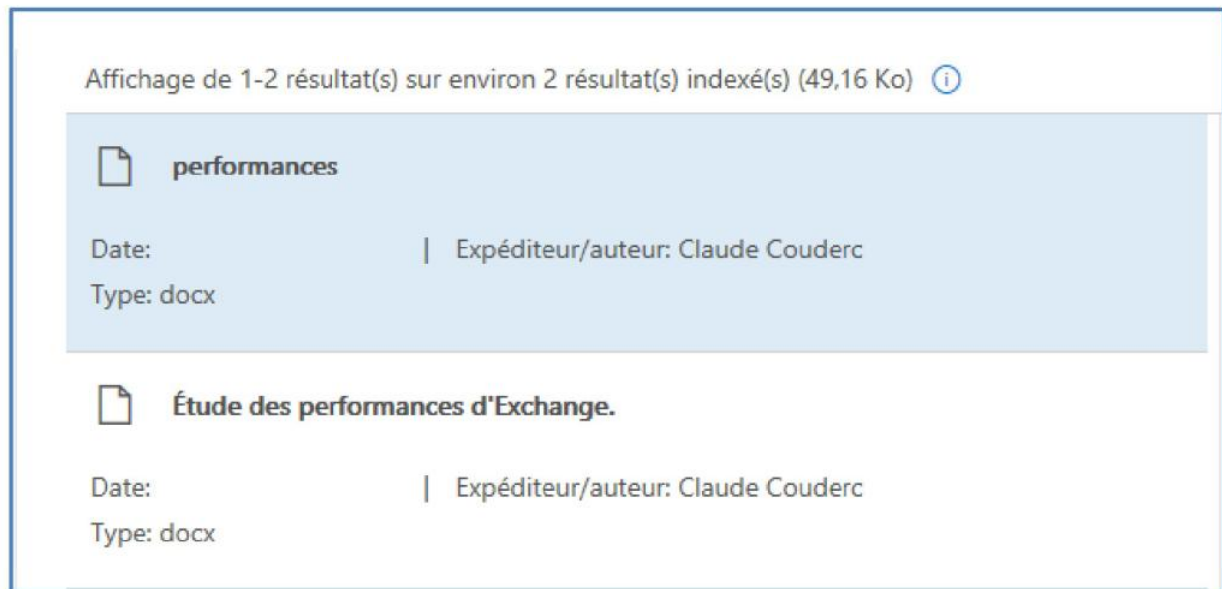 Affichage de 1-2 résultat(s) sur environ 2 résultat(s) indexé(s) (49,16 Ko)
performances
Date: | Expéditeur/auteur: Claude Couderc
Type: docx
Étude des performances d'Exchange.
Date: | Expéditeur/auteur: Claude Couderc
Type: docx